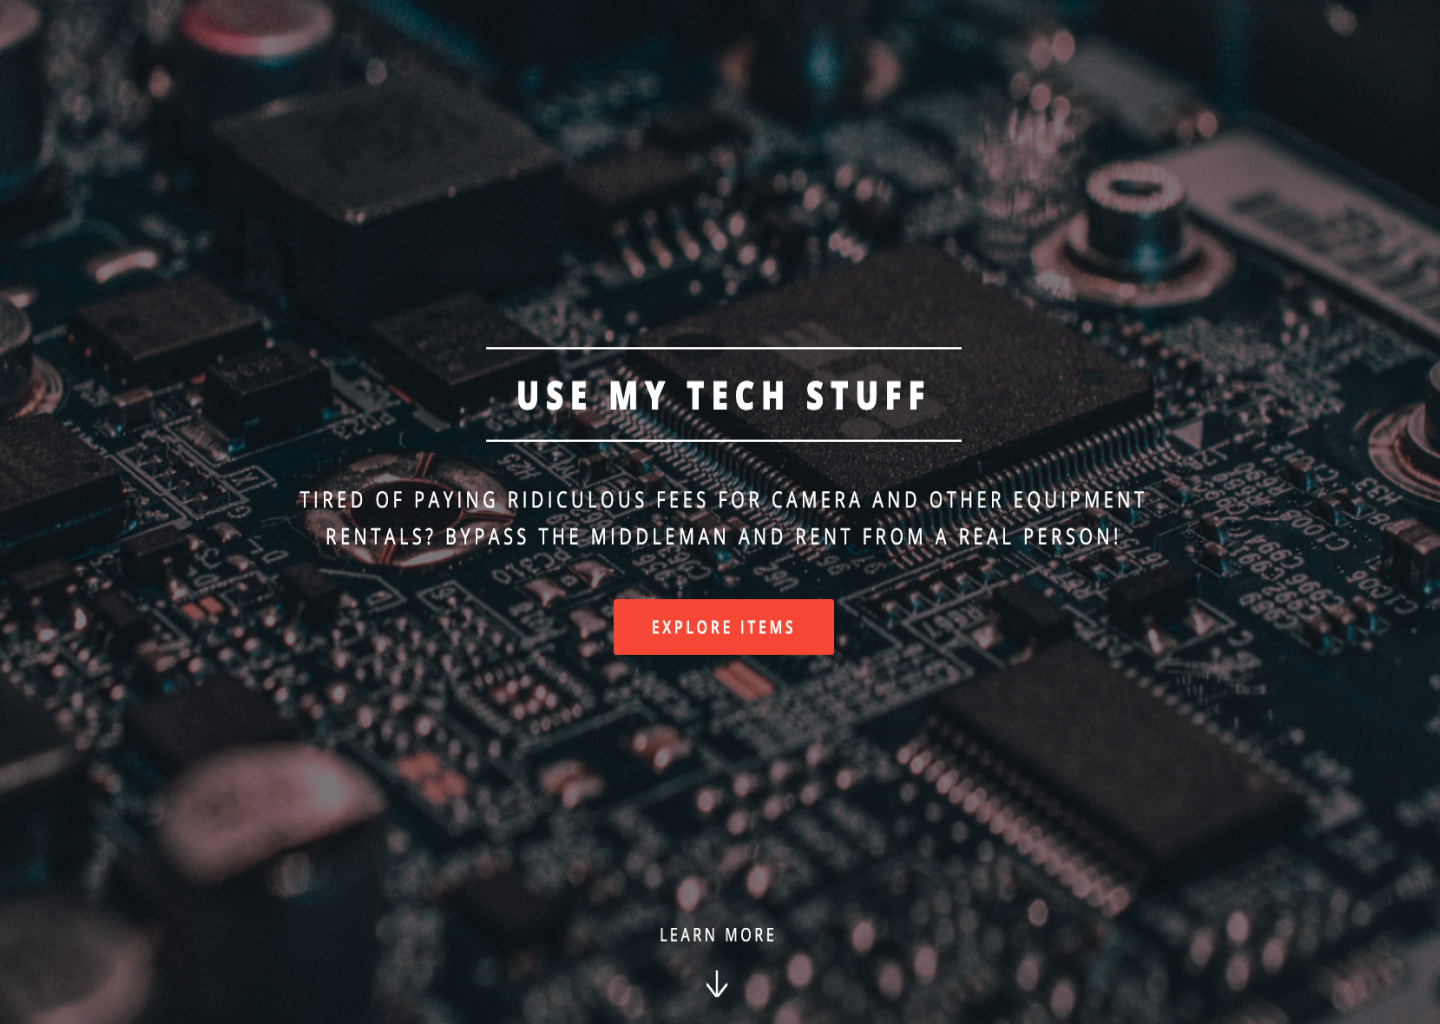 USE MY TECH STUFF
TIRED OF PAYING RIDICULOUS FEES FOR CAMERA AND OTHER EQUIPMENT
RENTALS? BYPASS THE MIDDLEMAN AND RENT FROM A REAL PERSON!
EXPLORE ITEMS
LEARN MORE